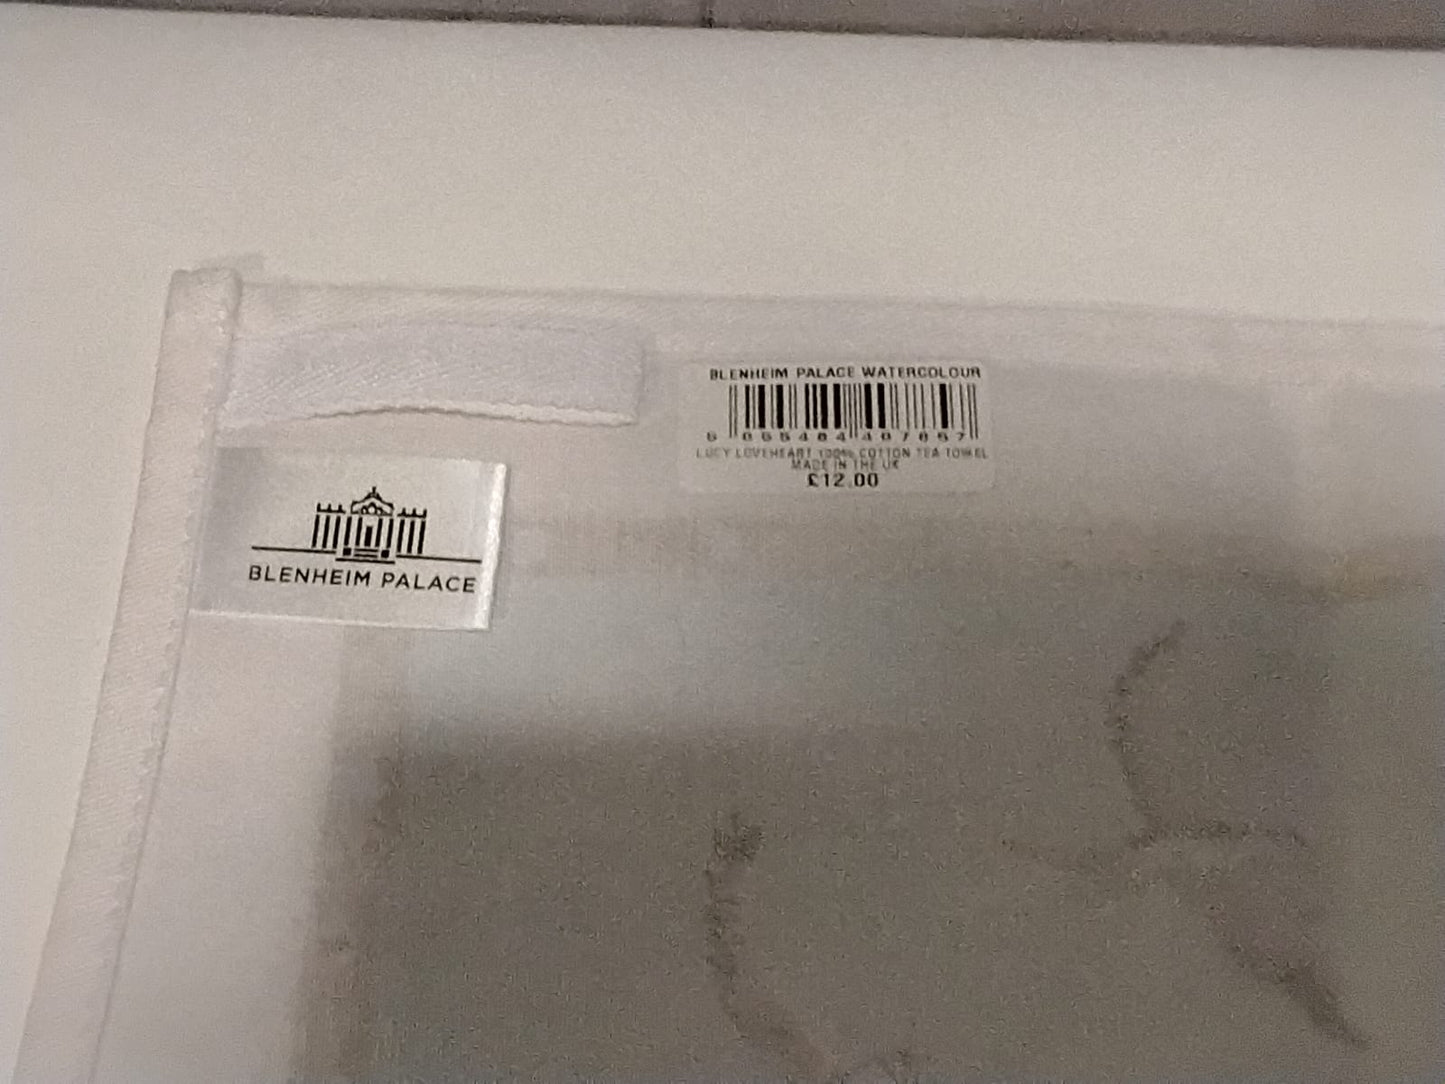 BLENHEIM PALACE WATERCOLOUR
LUCY LOVEHEART 100% COTTON TEA TOWEL
MADE IN THE UK
£12.00
BLENHEIM PALACE